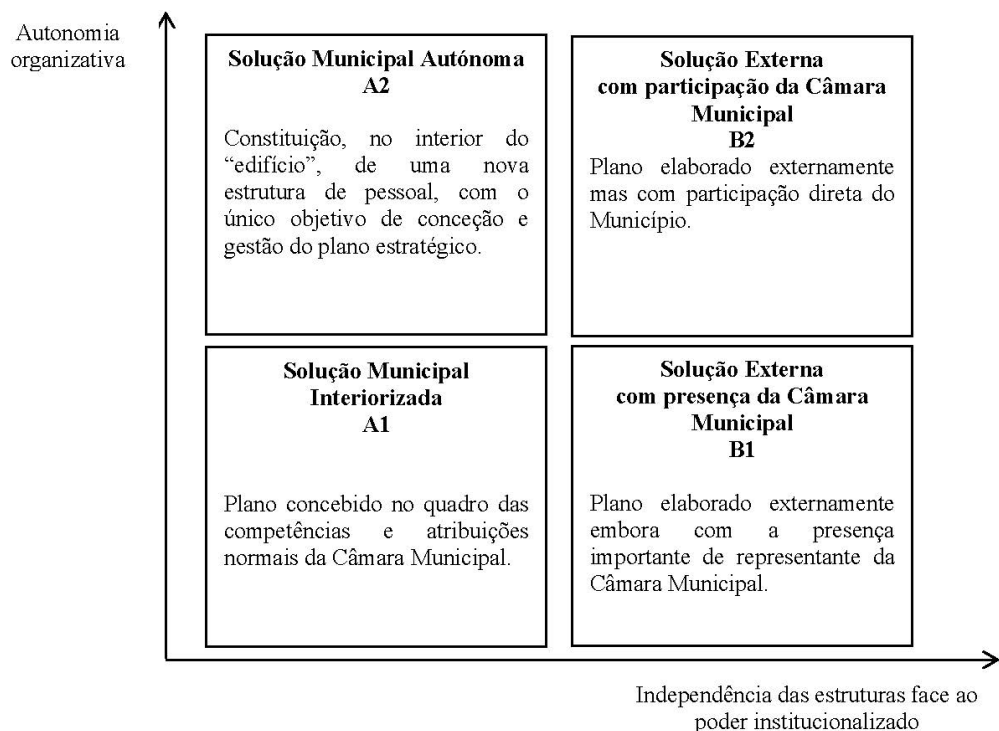 Autonomia
organizativa
Solução Municipal Autónoma
A2
Constituição, no interior do
“edifício”, de uma nova
estrutura de pessoal, com o
único objetivo de conceção e
gestão do plano estratégico.
Solução Externa
com participação da Câmara
Municipal
B2
Plano elaborado externamente
mas com participação direta do
Município.
Solução Municipal
Interiorizada
A1
Plano concebido no quadro das
competências e atribuições
normais da Câmara Municipal.
Solução Externa
com presença da Câmara
Municipal
B1
Plano elaborado externamente
embora com a presença
importante de representante da
Câmara Municipal.
Independência das estruturas face ao
poder institucionalizado